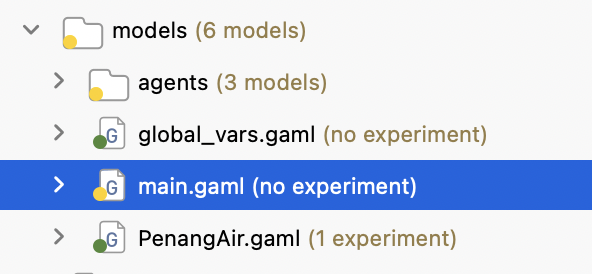 models (6 models)
agents (3 models)
G global_vars.gaml (no experiment)
G main.gaml (no experiment)
G PenangAir.gaml (1 experiment)